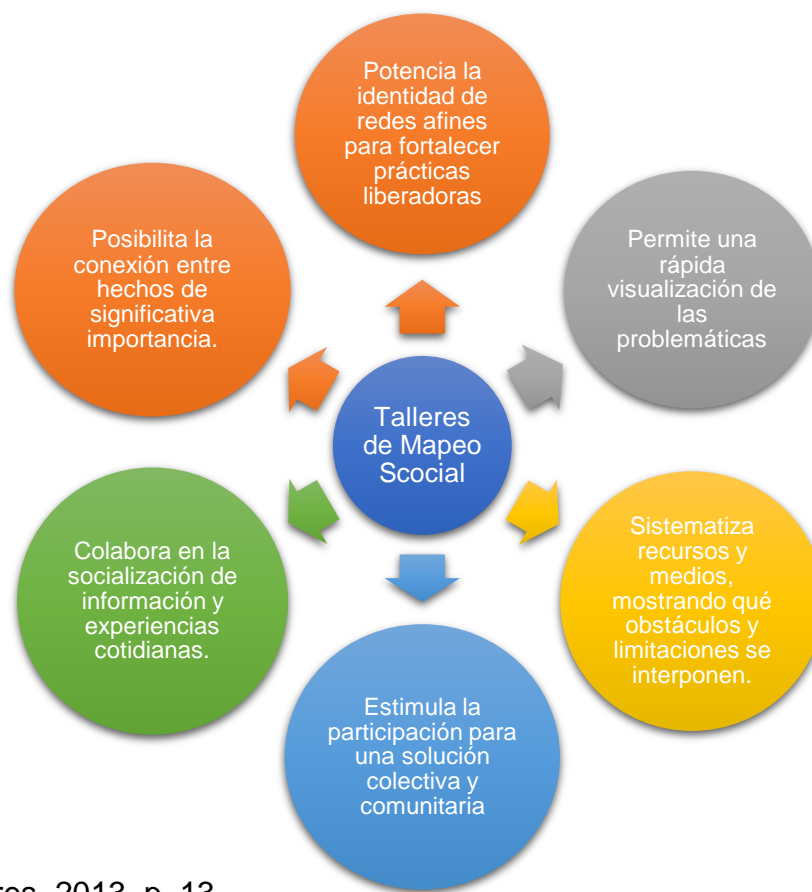 Potencia la
identidad de
redes afines
para fortalecer
prácticas
liberadoras
Permite una
rápida
visualización de
las
problemáticas
Sistematiza
recursos y
medios,
mostrando qué
obstáculos y
limitaciones se
interponen.
Estimula la
participación para
una solución
colectiva y
comunitaria
Colabora en la
socialización de
información y
experiencias
cotidianas.
Posibilita la
conexión entre
hechos de
significativa
importancia.
Talleres
de Mapeo
Scocial
2013, p. 13